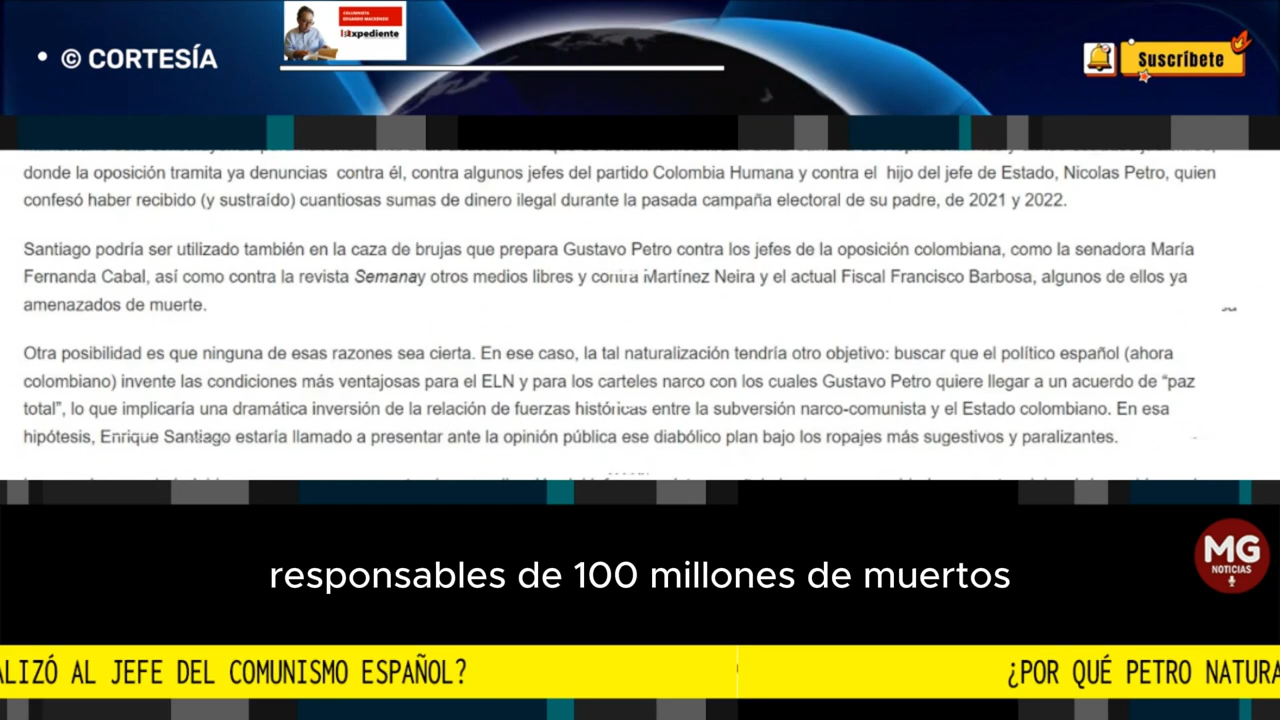 • © CORTESÍA
COLUMNISTA
EDUARDO MACKENZIE
Expediente
Suscríbete
donde la oposición tramita ya denuncias contra él, contra algunos jefes del partido Colombia Humana y contra el hijo del jefe de Estado, Nicolas Petro, quien
confesó haber recibido (y sustraído) cuantiosas sumas de dinero ilegal durante la pasada campaña electoral de su padre, de 2021 y 2022.
Santiago podría ser utilizado también en la caza de brujas que prepara Gustavo Petro contra los jefes de la oposición colombiana, como la senadora María
Fernanda Cabal, así como contra la revista Semanay otros medios libres y contra Martínez Neira y el actual Fiscal Francisco Barbosa, algunos de ellos ya
amenazados de muerte.
Otra posibilidad es que ninguna de esas razones sea cierta. En ese caso, la tal naturalización tendría otro objetivo: buscar que el político español (ahora
colombiano) invente las condiciones más ventajosas para el ELN y para los carteles narco con los cuales Gustavo Petro quiere llegar a un acuerdo de “paz
total”, lo que implicaría una dramática inversión de la relación de fuerzas históricas entre la subversión narco-comunista y el Estado colombiano. En esa
hipótesis, Enrique Santiago estaría llamado a presentar ante la opinión pública ese diabólico plan bajo los ropajes más sugestivos y paralizantes.
responsables de 100 millones de muertos
MG
NOTICIAS
ALIZÓ AL JEFE DEL COMUNISMO ESPAÑOL?
¿POR QUÉ PETRO NATURA